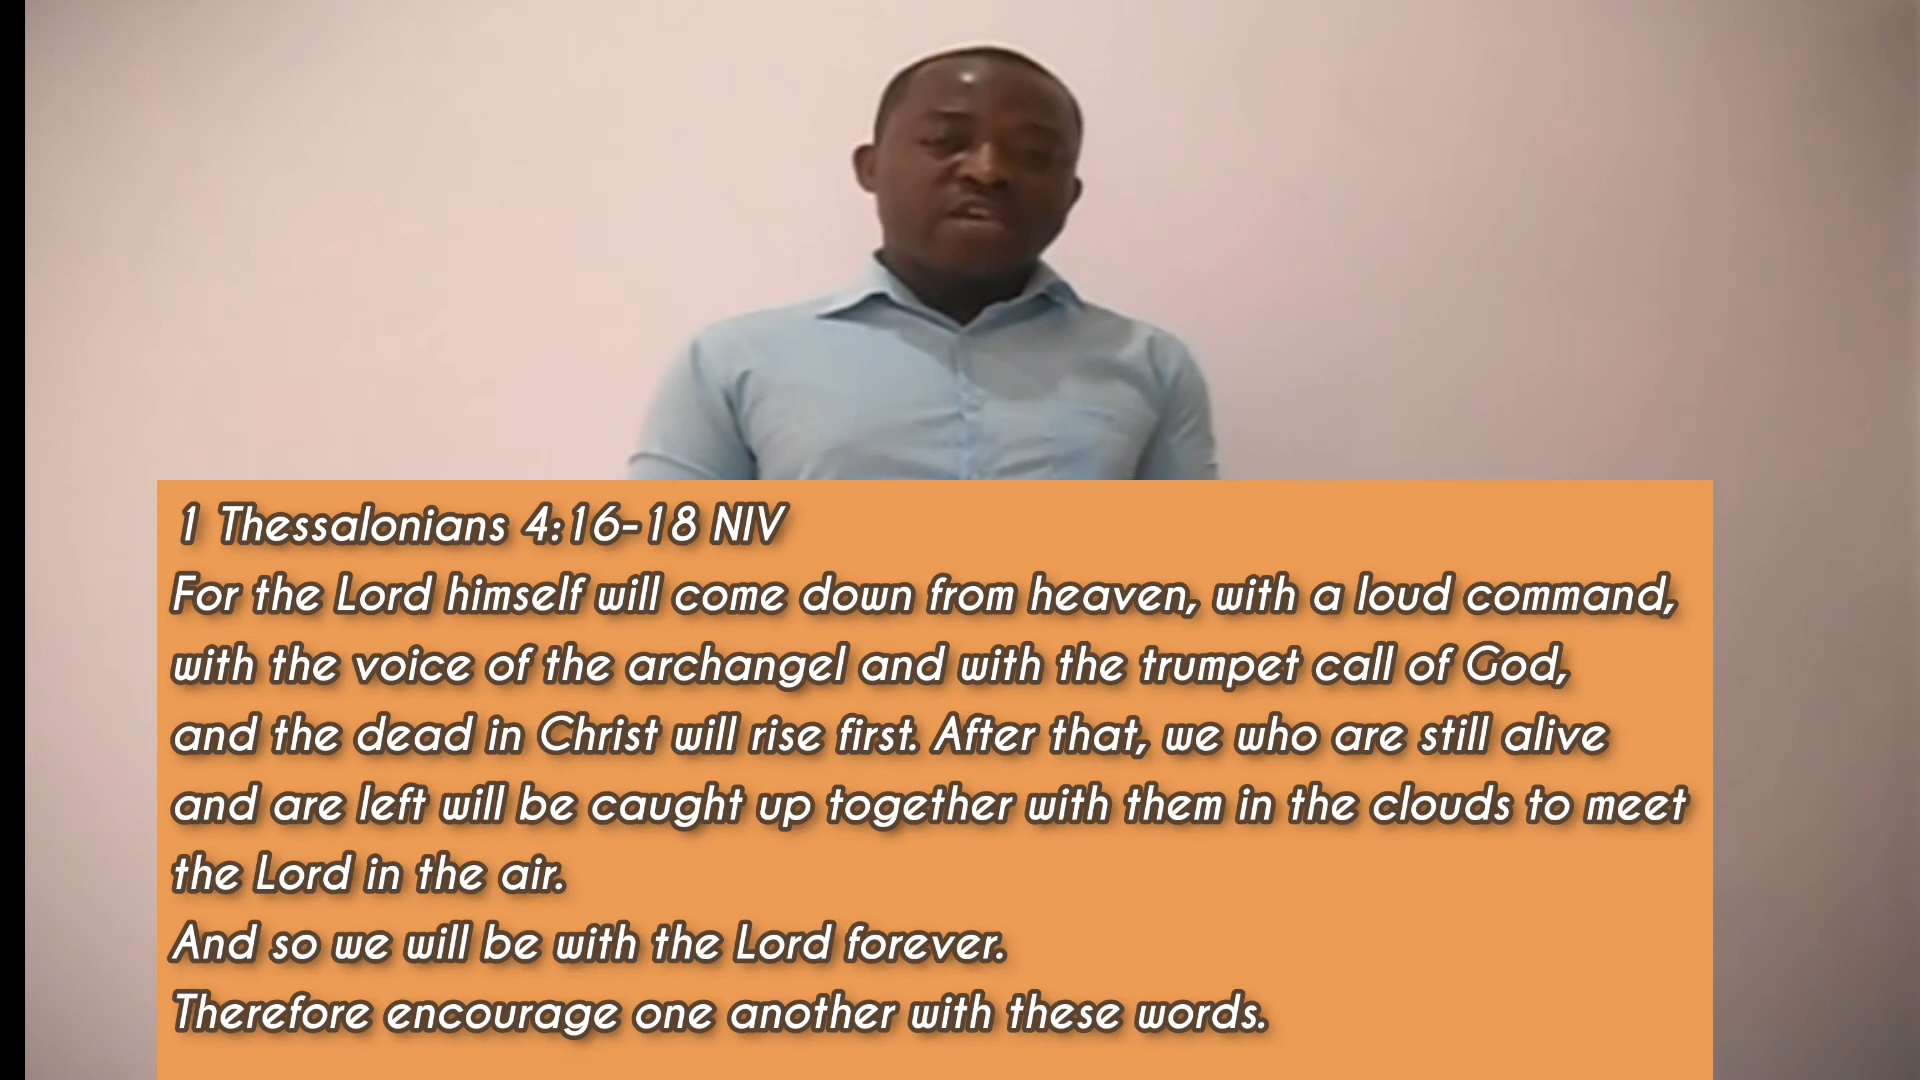 1 Thessalonians 4:16-18 NIV
For the Lord himself will come down from heaven, with a loud command,
with the voice of the archangel and with the trumpet call of God,
and the dead in Christ will rise first. After that, we who are still alive
and are left will be caught up together with them in the clouds to meet
the Lord in the air.
And so we will be with the Lord forever.
Therefore encourage one another with these words.